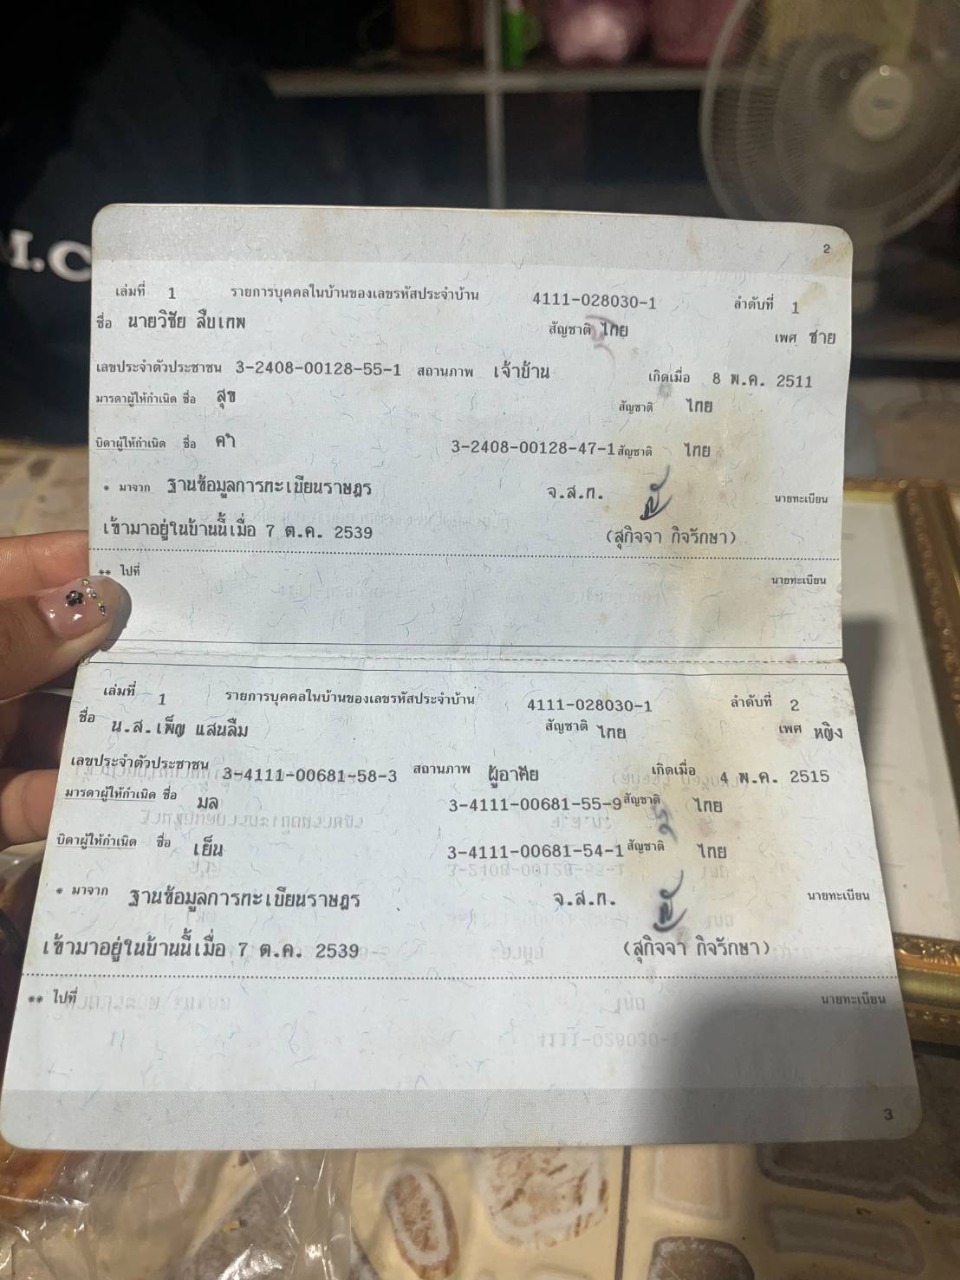 M.C
2
เล่มที่ 1 รายการบุคคลในบ้านของเลขรหัสประจำบ้าน 4111-028030-1 ลำดับที่ 1
ชื่อ นายวิชัย สืบเทพ สัญชาติ ไทย เพศ ชาย
เลขประจำตัวประชาชน 3-2408-00128-55-1 สถานภาพ เจ้าบ้าน เกิดเมื่อ 8 พ.ค. 2511
มารดาผู้ให้กำเนิด ชื่อ สุข สัญชาติ ไทย
บิดาผู้ให้กำเนิด ชื่อ คำ 3-2408-00128-47-1 สัญชาติ ไทย
* มาจาก ฐานข้อมูลการทะเบียนราษฎร จ.ส.ท. นายทะเบียน
เข้ามาอยู่ในบ้านนี้เมื่อ 7 ต.ค. 2539 (สุกิจจา กิจรักษา)
** ไปที่ นายทะเบียน
เล่มที่ 1 รายการบุคคลในบ้านของเลขรหัสประจำบ้าน 4111-028030-1 ลำดับที่ 2
ชื่อ น.ส.เพ็ญ แสนลืม สัญชาติ ไทย เพศ หญิง
เลขประจำตัวประชาชน 3-4111-00681-58-3 สถานภาพ ผู้อาศัย เกิดเมื่อ 4 พ.ค. 2515
มารดาผู้ให้กำเนิด ชื่อ มล 3-4111-00681-55-9 สัญชาติ ไทย
บิดาผู้ให้กำเนิด ชื่อ เย็น 3-4111-00681-54-1 สัญชาติ ไทย
* มาจาก ฐานข้อมูลการทะเบียนราษฎร จ.ส.ท. นายทะเบียน
เข้ามาอยู่ในบ้านนี้เมื่อ 7 ต.ค. 2539 (สุกิจจา กิจรักษา)
** ไปที่ นายทะเบียน
3